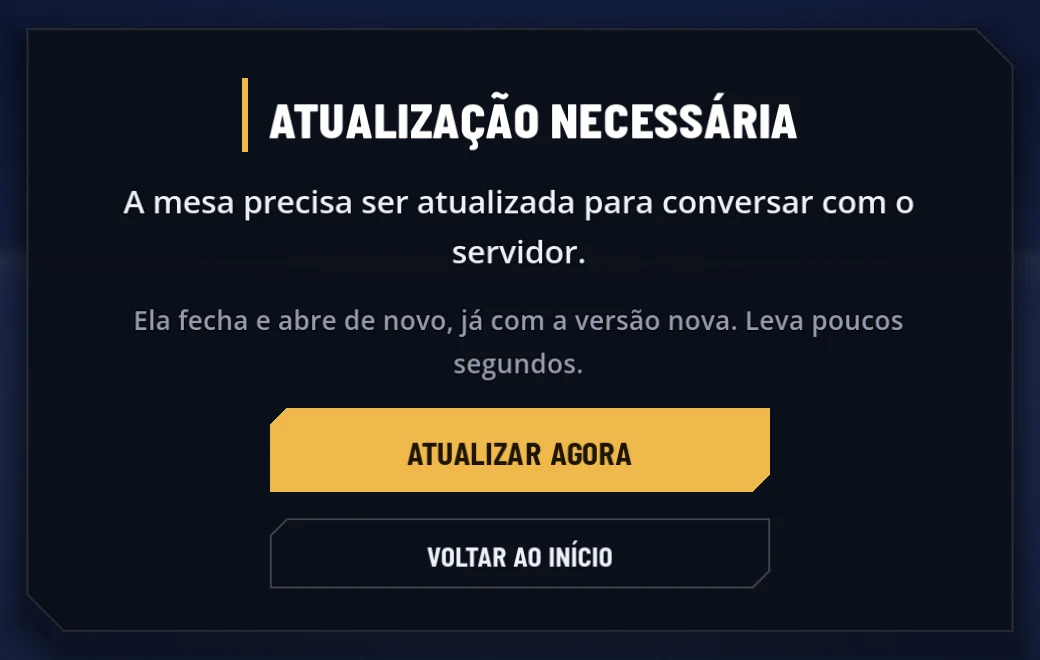 ATUALIZAÇÃO NECESSÁRIA
A mesa precisa ser atualizada para conversar com o
servidor.
Ela fecha e abre de novo, já com a versão nova. Leva poucos
segundos.
ATUALIZAR AGORA
VOLTAR AO INÍCIO